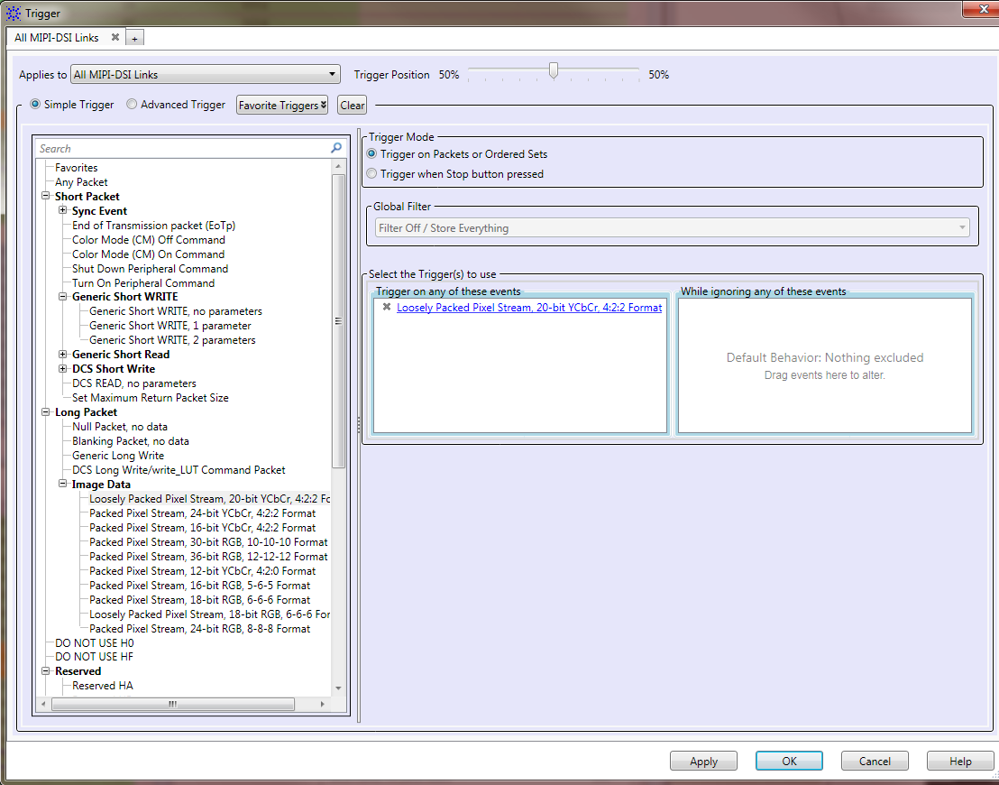 Trigger
All MIPI-DSI Links
+
Applies to All MIPI-DSI Links Trigger Position 50% 50%
Simple Trigger Advanced Trigger Favorite Triggers Clear
Search
Favorites
Any Packet
Short Packet
Sync Event
End of Transmission packet (EoTp)
Color Mode (CM) Off Command
Color Mode (CM) On Command
Shut Down Peripheral Command
Turn On Peripheral Command
Generic Short WRITE
Generic Short WRITE, no parameters
Generic Short WRITE, 1 parameter
Generic Short WRITE, 2 parameters
Generic Short Read
DCS Short Write
DCS READ, no parameters
Set Maximum Return Packet Size
Long Packet
Null Packet, no data
Blanking Packet, no data
Generic Long Write
DCS Long Write/write_LUT Command Packet
Image Data
Loosely Packed Pixel Stream, 20-bit YCbCr, 4:2:2 Fo
Packed Pixel Stream, 24-bit YCbCr, 4:2:2 Format
Packed Pixel Stream, 16-bit YCbCr, 4:2:2 Format
Packed Pixel Stream, 30-bit RGB, 10-10-10 Format
Packed Pixel Stream, 36-bit RGB, 12-12-12 Format
Packed Pixel Stream, 12-bit YCbCr, 4:2:0 Format
Packed Pixel Stream, 16-bit RGB, 5-6-5 Format
Packed Pixel Stream, 18-bit RGB, 6-6-6 Format
Loosely Packed Pixel Stream, 18-bit RGB, 6-6-6 For
Packed Pixel Stream, 24-bit RGB, 8-8-8 Format
DO NOT USE H0
DO NOT USE HF
Reserved
Reserved HA
Trigger Mode
Trigger on Packets or Ordered Sets
Trigger when Stop button pressed
Global Filter
Filter Off / Store Everything
Select the Trigger(s) to use
Trigger on any of these events
Loosely Packed Pixel Stream, 20-bit YCbCr, 4:2:2 Format
While ignoring any of these events
Default Behavior: Nothing excluded
Drag events here to alter.
Apply OK Cancel Help